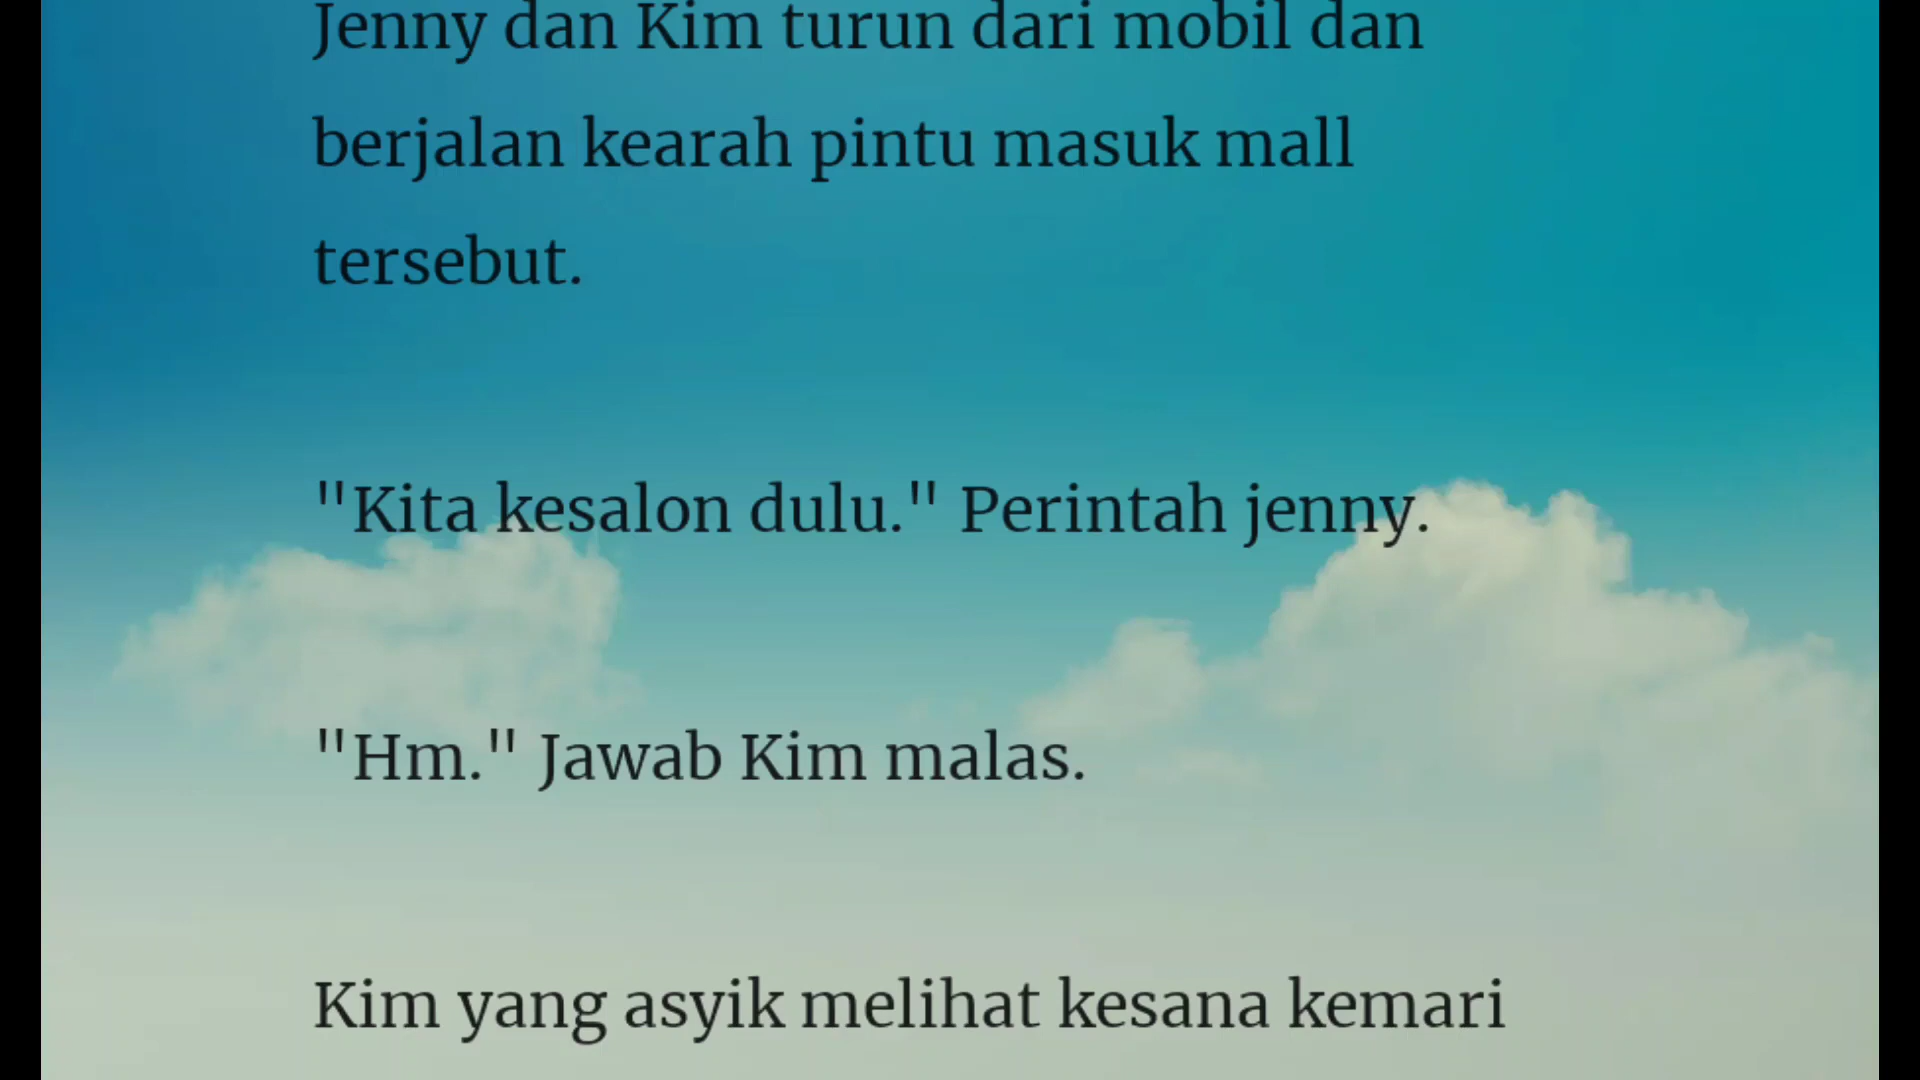 Jenny dan Kim turun dari mobil dan
berjalan kearah pintu masuk mall
tersebut.
"Kita kesalon dulu." Perintah jenny.
"Hm." Jawab Kim malas.
Kim yang asyik melihat kesana kemari